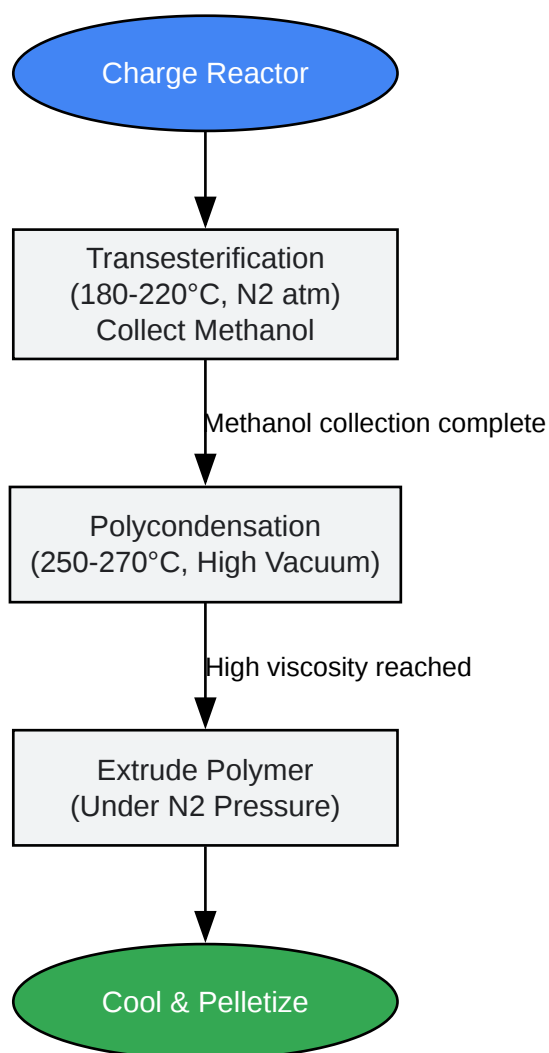 Charge Reactor
Transesterification
(180-220°C, N2 atm)
Collect Methanol
Methanol collection complete
Polycondensation
(250-270°C, High Vacuum)
High viscosity reached
Extrude Polymer
(Under N2 Pressure)
Cool & Pelletize